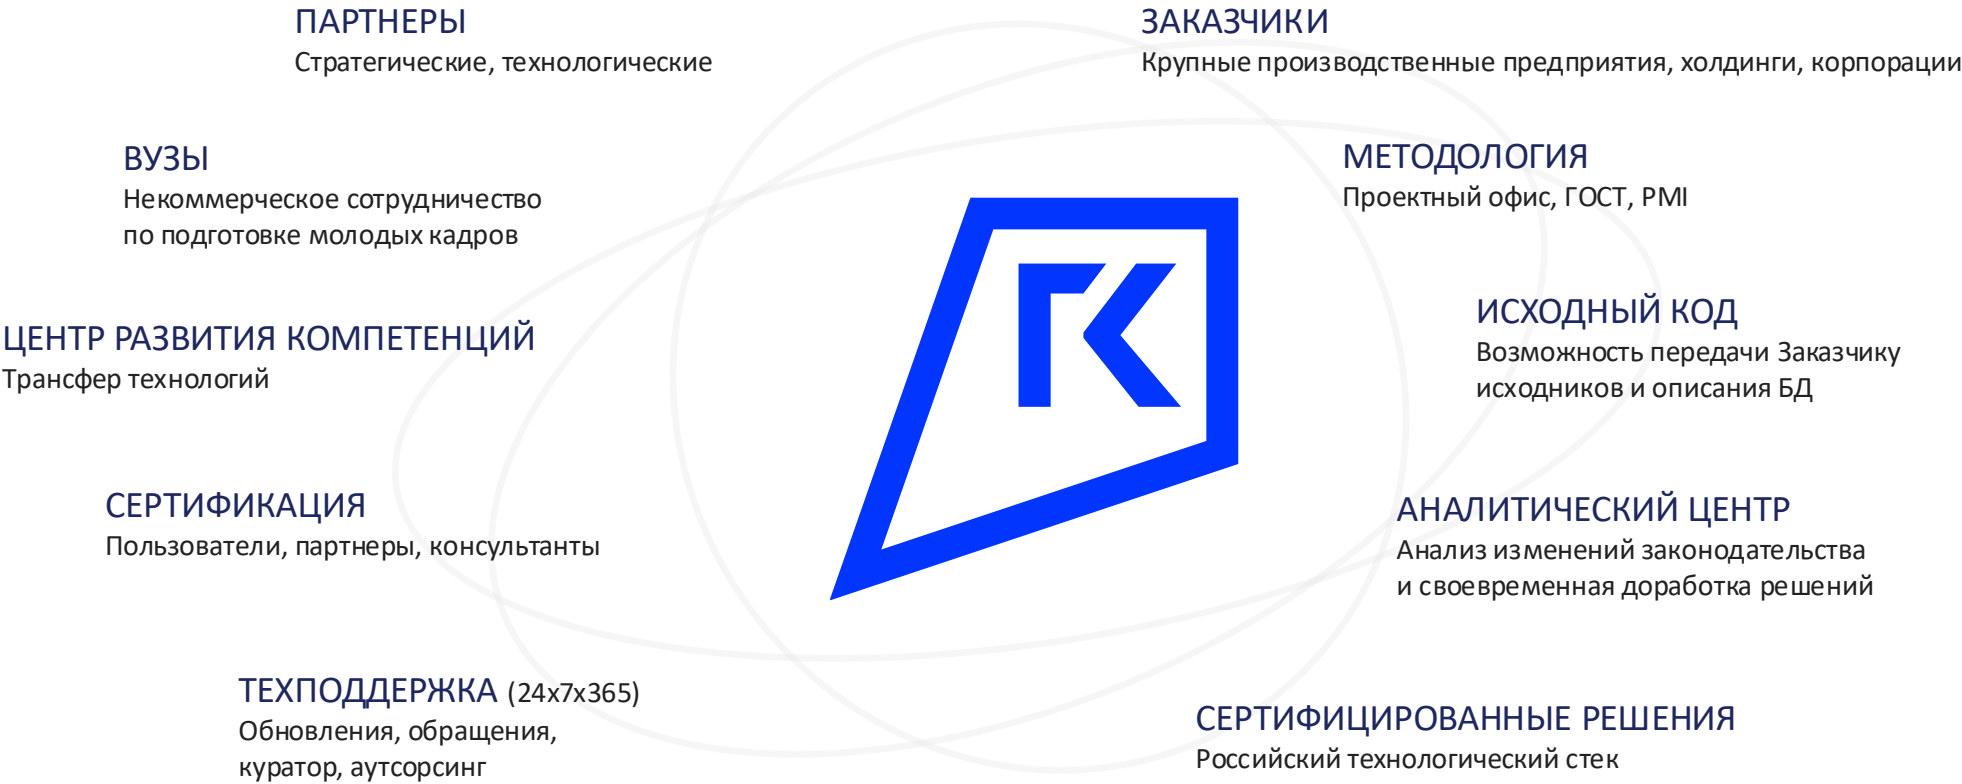 ПАРТНЕРЫ
Стратегические, технологические
ЗАКАЗЧИКИ
Крупные производственные предприятия, холдинги, корпорации
ВУЗЫ
Некоммерческое сотрудничество
по подготовке молодых кадров
МЕТОДОЛОГИЯ
Проектный офис, ГОСТ, PMI
ЦЕНТР РАЗВИТИЯ КОМПЕТЕНЦИЙ
Трансфер технологий
ГК
ИСХОДНЫЙ КОД
Возможность передачи Заказчику
исходников и описания БД
СЕРТИФИКАЦИЯ
Пользователи, партнеры, консультанты
АНАЛИТИЧЕСКИЙ ЦЕНТР
Анализ изменений законодательства
и своевременная доработка решений
ТЕХПОДДЕРЖКА (24x7x365)
Обновления, обращения,
куратор, аутсорсинг
СЕРТИФИЦИРОВАННЫЕ РЕШЕНИЯ
Российский технологический стек